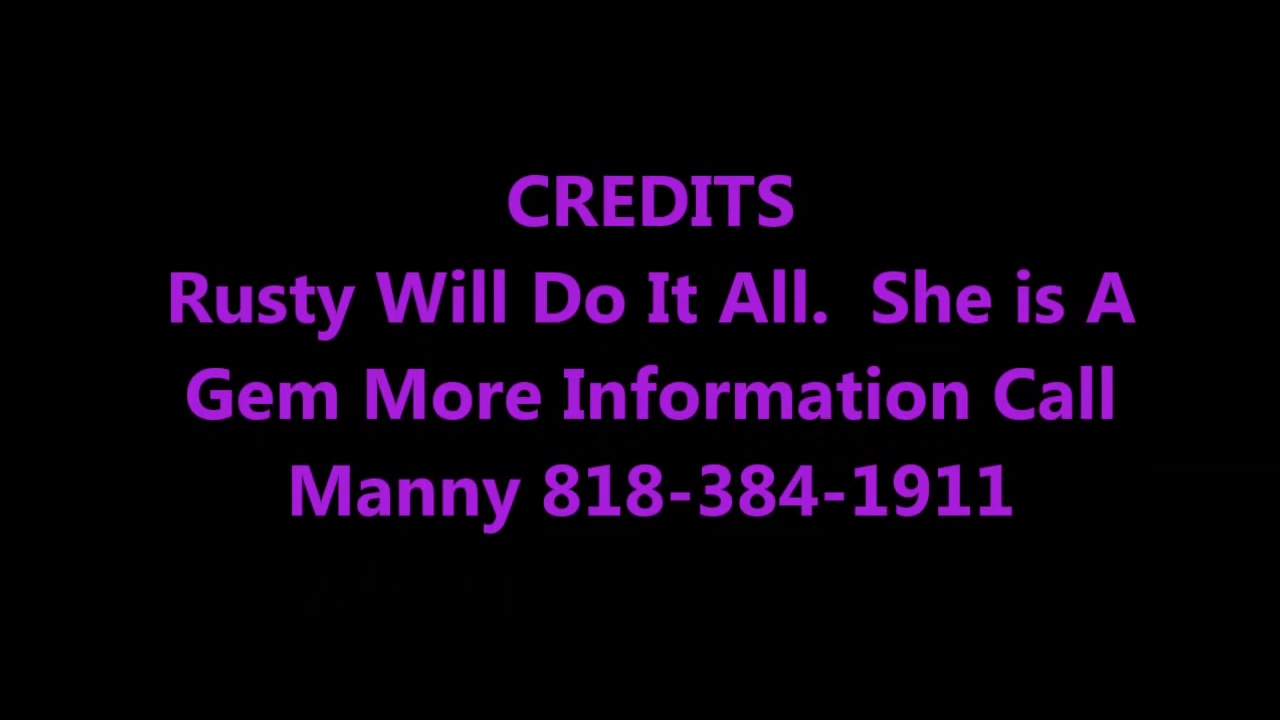 CREDITS
Rusty Will Do It All.  She is A
Gem More Information Call
Manny 818-384-1911